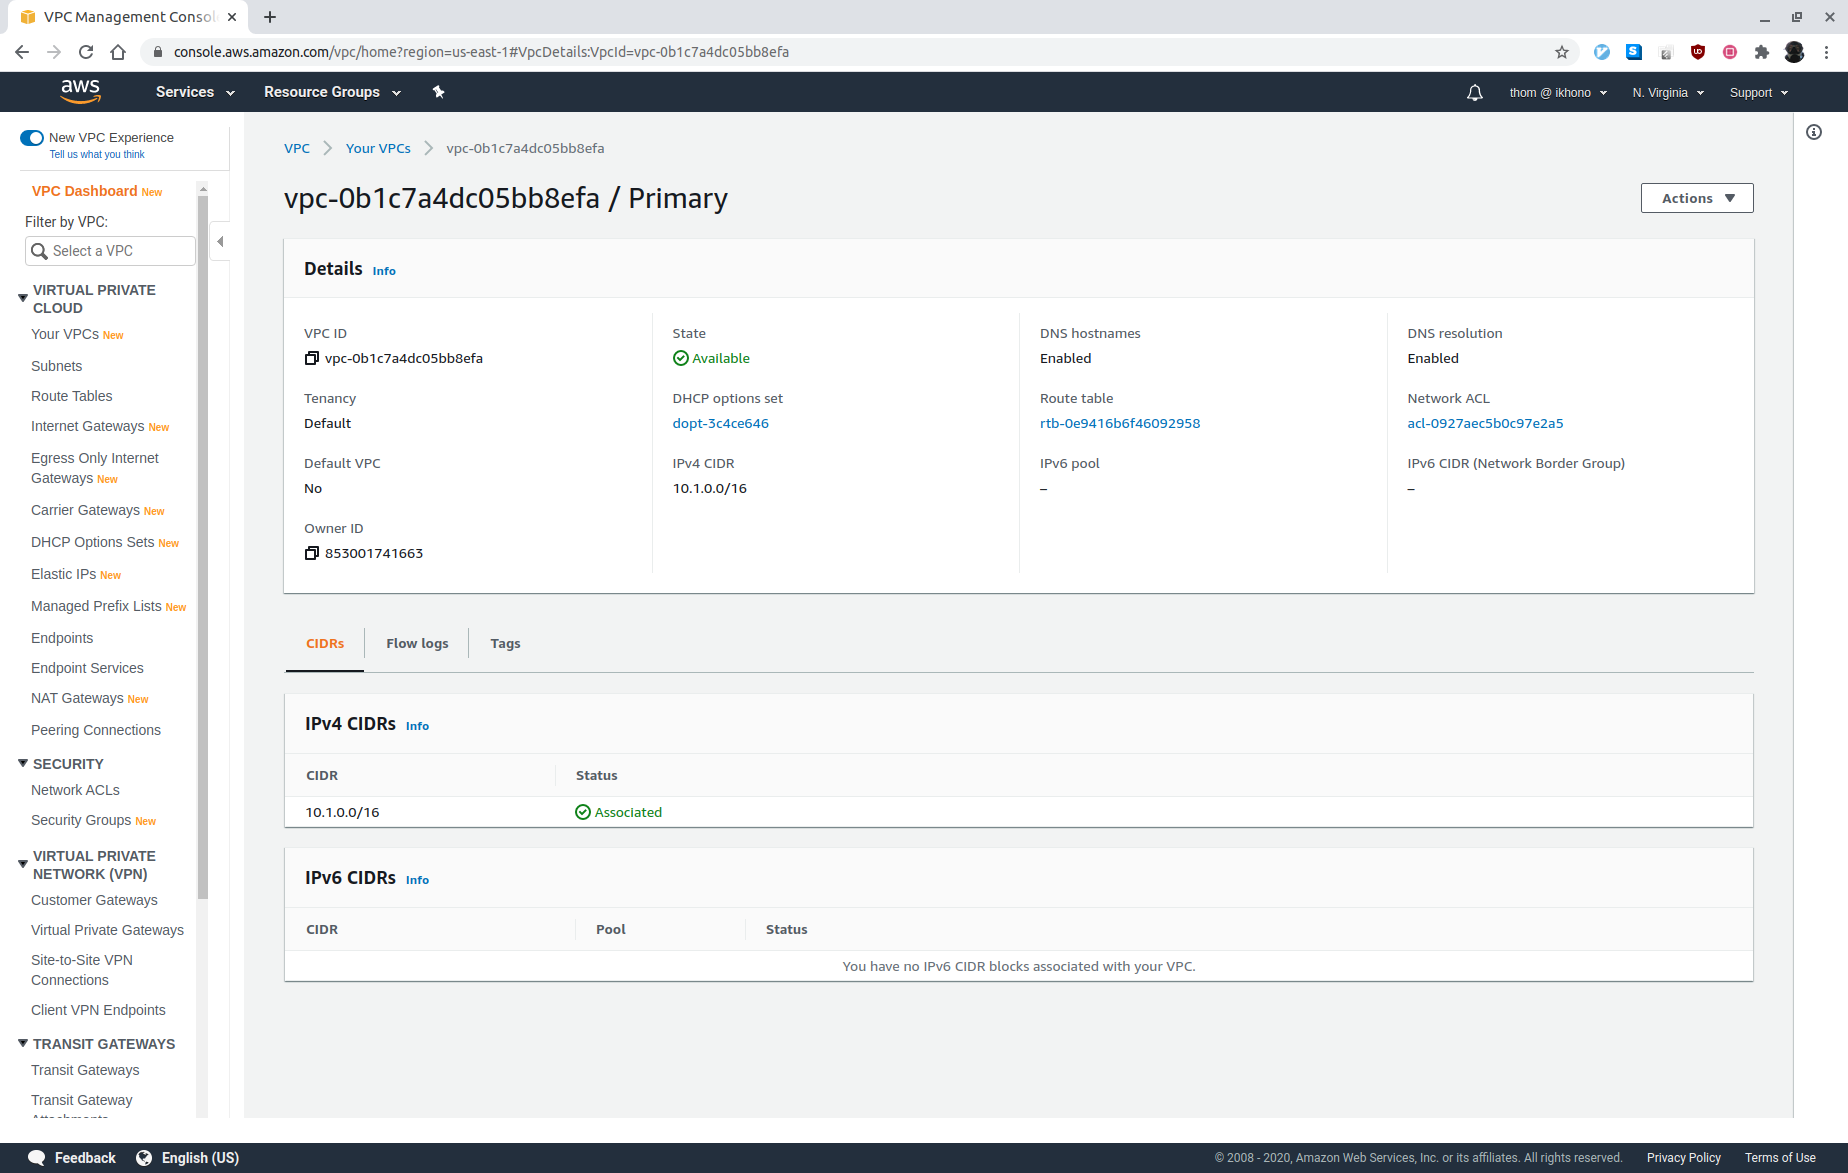 VPC Management Consol
console.aws.amazon.com/vpc/home?region=us-east-1#VpcDetails:VpcId=vpc-0b1c7a4dc05bb8efa
aws
Services
Resource Groups
thom @ ikhono
N. Virginia
Support
New VPC Experience
Tell us what you think
VPC Dashboard New
Filter by VPC:
Select a VPC
VIRTUAL PRIVATE
CLOUD
Your VPCs New
Subnets
Route Tables
Internet Gateways New
Egress Only Internet
Gateways New
Carrier Gateways New
DHCP Options Sets New
Elastic IPs New
Managed Prefix Lists New
Endpoints
Endpoint Services
NAT Gateways New
Peering Connections
SECURITY
Network ACLs
Security Groups New
VIRTUAL PRIVATE
NETWORK (VPN)
Customer Gateways
Virtual Private Gateways
Site-to-Site VPN
Connections
Client VPN Endpoints
TRANSIT GATEWAYS
Transit Gateways
Transit Gateway
Attachments
VPC
Your VPCs
vpc-0b1c7a4dc05bb8efa
vpc-0b1c7a4dc05bb8efa / Primary
Actions
Details Info
VPC ID
vpc-0b1c7a4dc05bb8efa
State
Available
DNS hostnames
Enabled
DNS resolution
Enabled
Tenancy
Default
DHCP options set
dopt-3c4ce646
Route table
rtb-0e9416b6f46092958
Network ACL
acl-0927aec5b0c97e2a5
Default VPC
No
IPv4 CIDR
10.1.0.0/16
IPv6 pool
–
IPv6 CIDR (Network Border Group)
–
Owner ID
853001741663
CIDRs
Flow logs
Tags
IPv4 CIDRs Info
CIDR
Status
10.1.0.0/16
Associated
IPv6 CIDRs Info
CIDR
Pool
Status
You have no IPv6 CIDR blocks associated with your VPC.
Feedback
English (US)
© 2008 - 2020, Amazon Web Services, Inc. or its affiliates. All rights reserved.
Privacy Policy
Terms of Use